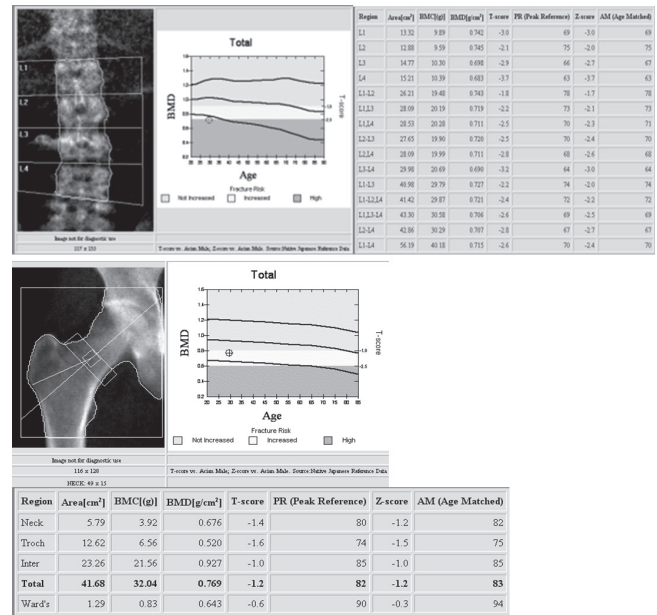 L1
L2
L3
L4
Image not for diagnostic use
117 x 153
Total
BMD
T-score
Age
Fracture Risk
Not Increased Increased High
T-score vs. Asian Male; Z-score vs. Asian Male. Source:Native Japanese Reference Data
Region Area[cm²] BMC[(g)] BMD[g/cm²] T-score PR (Peak Reference) Z-score AM (Age Matched)
L1 13.32 9.89 0.742 -3.0 69 -3.0 69
L2 12.88 9.59 0.745 -2.1 75 -2.0 75
L3 14.77 10.30 0.698 -2.9 66 -2.7 67
L4 15.21 10.39 0.683 -3.7 63 -3.7 63
L1-L2 26.21 19.48 0.743 -1.8 78 -1.7 78
L1,L3 28.09 20.19 0.719 -2.2 73 -2.1 73
L1,L4 28.53 20.28 0.711 -2.5 70 -2.3 71
L2-L3 27.65 19.90 0.720 -2.5 70 -2.4 70
L2,L4 28.09 19.99 0.711 -2.8 68 -2.6 68
L3-L4 29.98 20.69 0.690 -3.2 64 -3.0 64
L1-L3 40.98 29.79 0.727 -2.2 74 -2.0 74
L1-L2,L4 41.42 29.87 0.721 -2.4 72 -2.2 72
L1,L3-L4 43.30 30.58 0.706 -2.6 69 -2.5 69
L2-L4 42.86 30.29 0.707 -2.8 67 -2.7 67
L1-L4 56.19 40.18 0.715 -2.6 70 -2.4 70
Image not for diagnostic use
116 x 120
NECK: 49 x 15
Total
BMD
T-score
Age
Fracture Risk
Not Increased Increased High
T-score vs. Asian Male; Z-score vs. Asian Male. Source:Native Japanese Reference Data
Region Area[cm²] BMC[(g)] BMD[g/cm²] T-score PR (Peak Reference) Z-score AM (Age Matched)
Neck 5.79 3.92 0.676 -1.4 80 -1.2 82
Troch 12.62 6.56 0.520 -1.6 74 -1.5 75
Inter 23.26 21.56 0.927 -1.0 85 -1.0 85
Total 41.68 32.04 0.769 -1.2 82 -1.2 83
Ward's 1.29 0.83 0.643 -0.6 90 -0.3 94